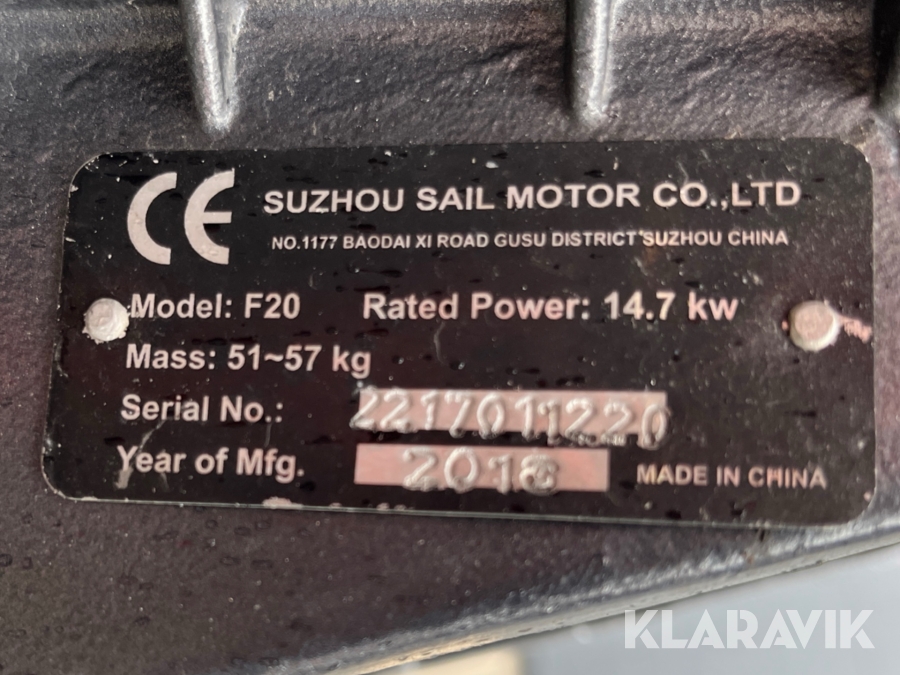 CE SUZHOU SAIL MOTOR CO.,LTD
NO.1177 BAODAI XI ROAD GUSU DISTRICT SUZHOU CHINA
Model: F20 Rated Power: 14.7 kw
Mass: 51~57 kg
Serial No.: 2217011220
Year of Mfg. 2018 MADE IN CHINA
KLARAVIK